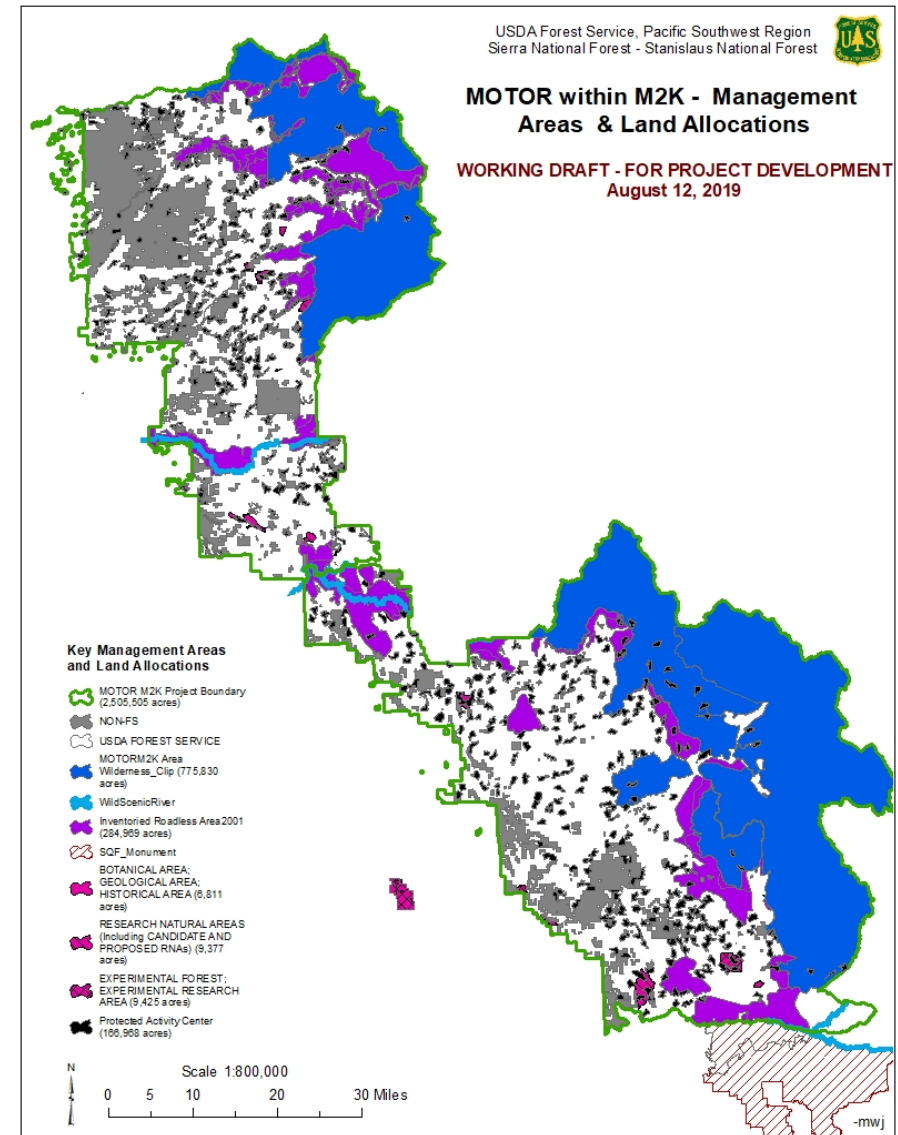 USDA Forest Service, Pacific Southwest Region
Sierra National Forest - Stanislaus National Forest
UAS
MOTOR within M2K - Management
Areas & Land Allocations
WORKING DRAFT - FOR PROJECT DEVELOPMENT
August 12, 2019
Key Management Areas
and Land Allocations
MOTOR M2K Project Boundary
(2,505,505 acres)
NON-FS
USDA FOREST SERVICE
MOTORM2K Area
Wilderness_Clip (775,830
acres)
WildScenicRiver
Inventoried Roadless Area2001
(284,969 acres)
SQF_Monument
BOTANICAL AREA;
GEOLOGICAL AREA;
HISTORICAL AREA (6,811
acres)
RESEARCH NATURAL AREAS
(Including CANDIDATE AND
PROPOSED RNAs) (9,377
acres)
EXPERIMENTAL FOREST;
EXPERIMENTAL RESEARCH
AREA (9,425 acres)
Protected Activity Center
(166,968 acres)
N
Scale 1:800,000
0 5 10 20 30 Miles
-mwj